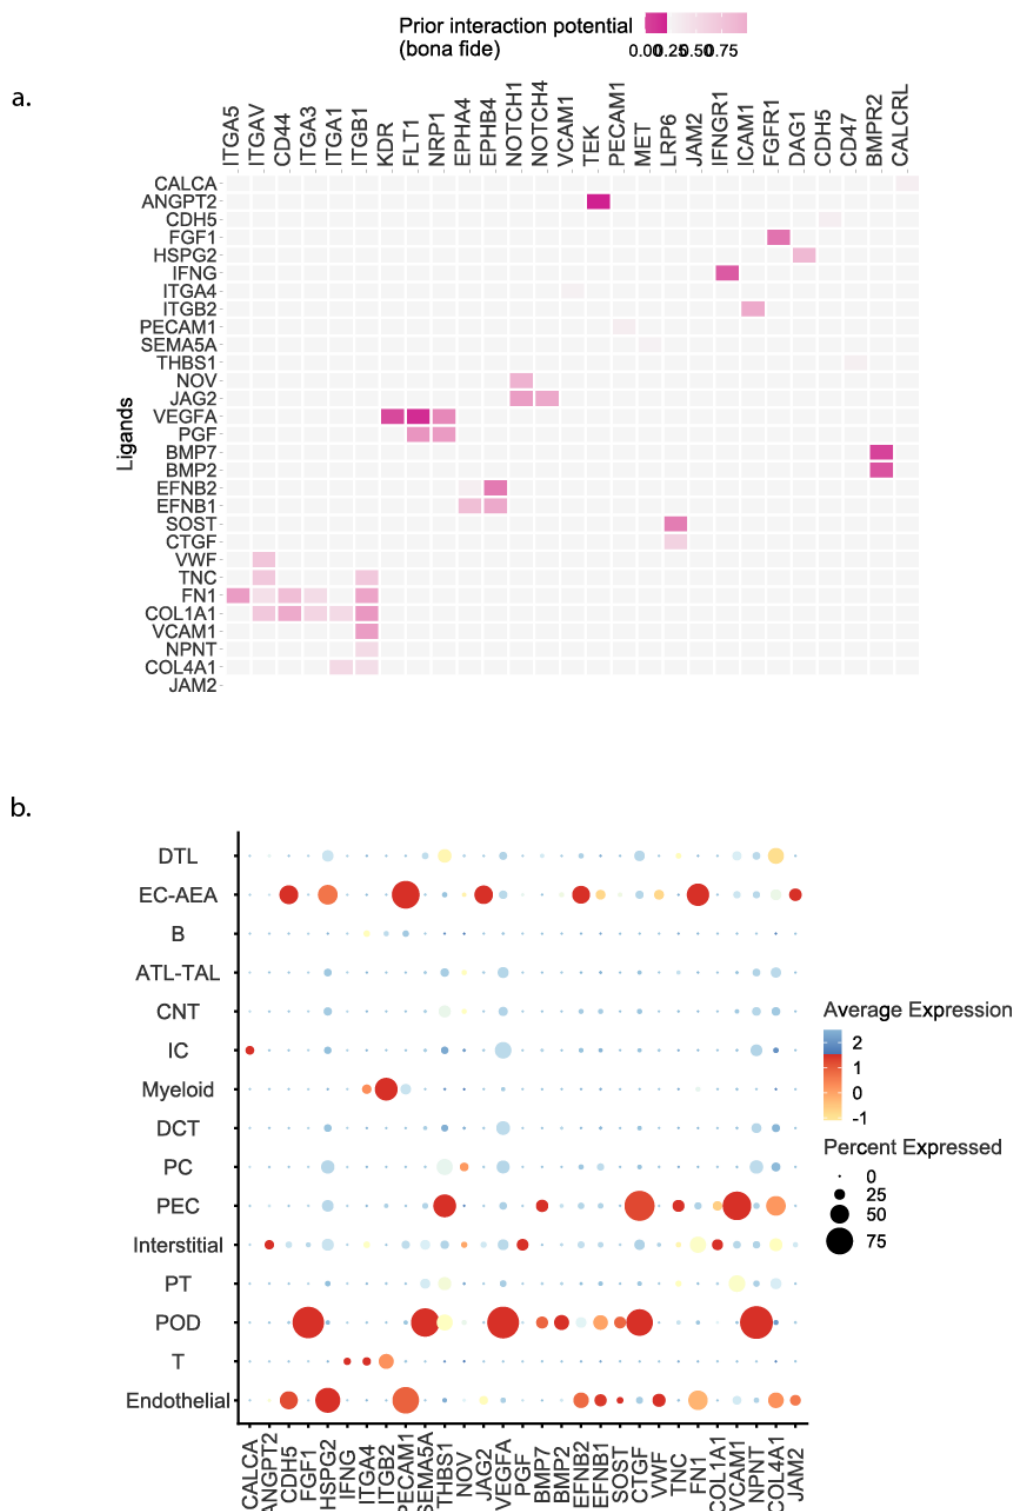 Prior interaction potential
(bona fide)
0.00 0.25 0.50 0.75
a.
ITGA5
ITGAV
CD44
ITGA3
ITGA1
ITGB1
KDR
FLT1
NRP1
EPHA4
EPHB4
NOTCH1
NOTCH4
VCAM1
TEK
PECAM1
MET
LRP6
JAM2
IFNGR1
ICAM1
FGFR1
DAG1
CDH5
CD47
BMPR2
CALCRL
Ligands
CALCA
ANGPT2
CDH5
FGF1
HSPG2
IFNG
ITGA4
ITGB2
PECAM1
SEMA5A
THBS1
NOV
JAG2
VEGFA
PGF
BMP7
BMP2
EFNB2
EFNB1
SOST
CTGF
VWF
TNC
FN1
COL1A1
VCAM1
NPNT
COL4A1
JAM2
b.
DTL
EC-AEA
B
ATL-TAL
CNT
IC
Myeloid
DCT
PC
PEC
Interstitial
PT
POD
T
Endothelial
Average Expression
2
1
0
-1
Percent Expressed
0
25
50
75
CALCA
ANGPT2
CDH5
FGF1
HSPG2
IFNG
ITGA4
ITGB2
PECAM1
SEMA5A
THBS1
NOV
JAG2
VEGFA
PGF
BMP7
BMP2
EFNB2
EFNB1
SOST
CTGF
VWF
TNC
FN1
COL1A1
VCAM1
NPNT
COL4A1
JAM2